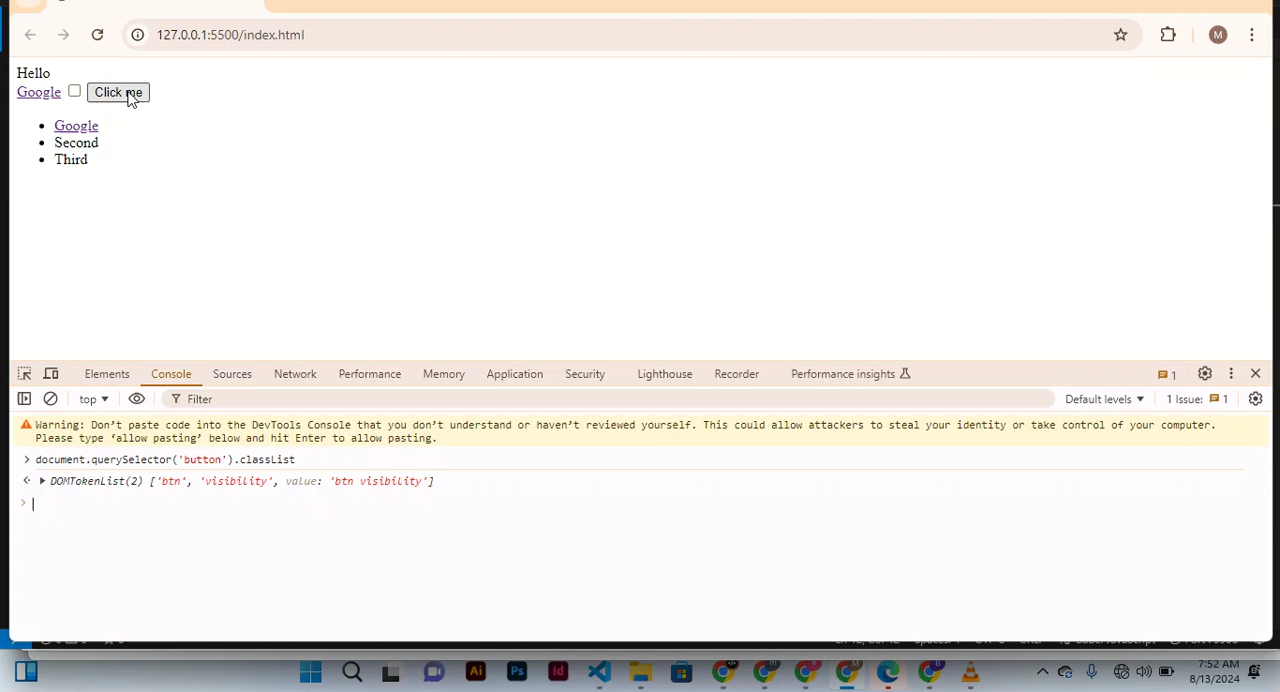 127.0.0.1:5500/index.html
M
Hello
Google Click me
Google
Second
Third
Elements Console Sources Network Performance Memory Application Security Lighthouse Recorder Performance insights 1
top Filter Default levels 1 Issue: 1
Warning: Don’t paste code into the DevTools Console that you don’t understand or haven’t reviewed yourself. This could allow attackers to steal your identity or take control of your computer.
Please type ‘allow pasting’ below and hit Enter to allow pasting.
document.querySelector('button').classList
DOMTokenList(2) ['btn', 'visibility', value: 'btn visibility']
Ai Ps Id
7:52 AM
8/13/2024